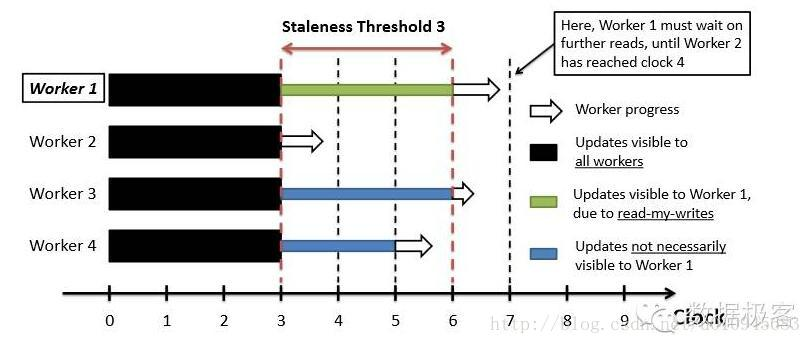 Staleness Threshold 3
Here, Worker 1 must wait on
further reads, until Worker 2
has reached clock 4
Worker 1
Worker 2
Worker 3
Worker 4
Worker progress
Updates visible to
all workers
Updates visible to Worker 1,
due to read-my-writes
Updates not necessarily
visible to Worker 1
0 1 2 3 4 5 6 7 8 9
Clock
数据极客